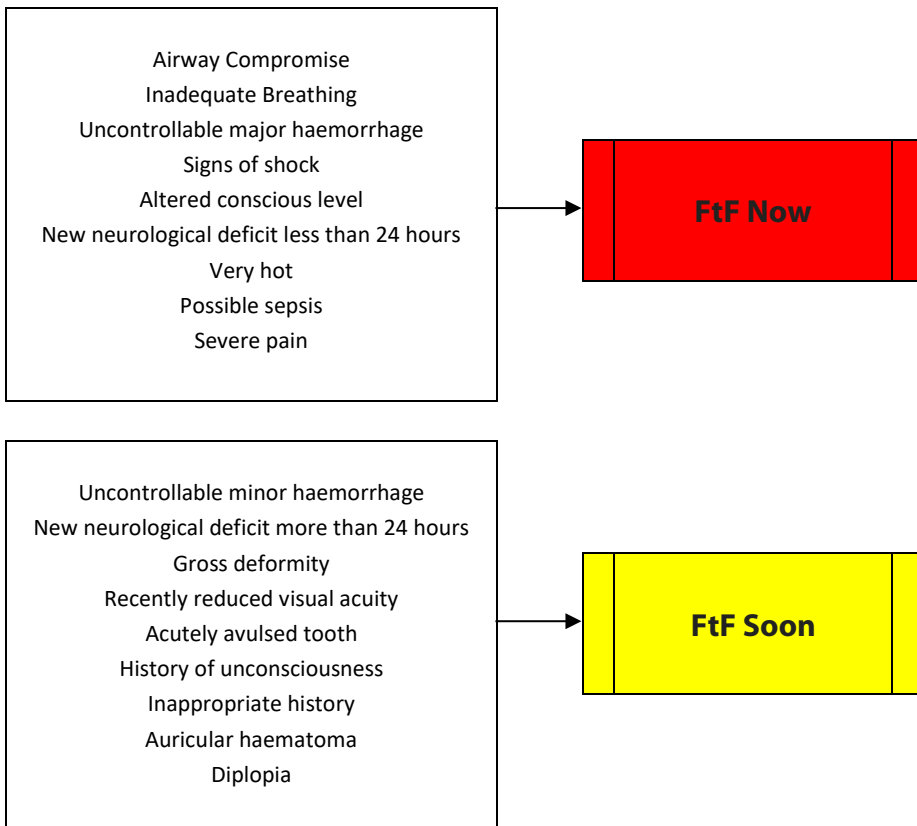 Airway Compromise
Inadequate Breathing
Uncontrollable major haemorrhage
Signs of shock
Altered conscious level
New neurological deficit less than 24 hours
Very hot
Possible sepsis
Severe pain
FtF Now
Uncontrollable minor haemorrhage
New neurological deficit more than 24 hours
Gross deformity
Recently reduced visual acuity
Acutely avulsed tooth
History of unconsciousness
Inappropriate history
Auricular haematoma
Diplopia
FtF Soon